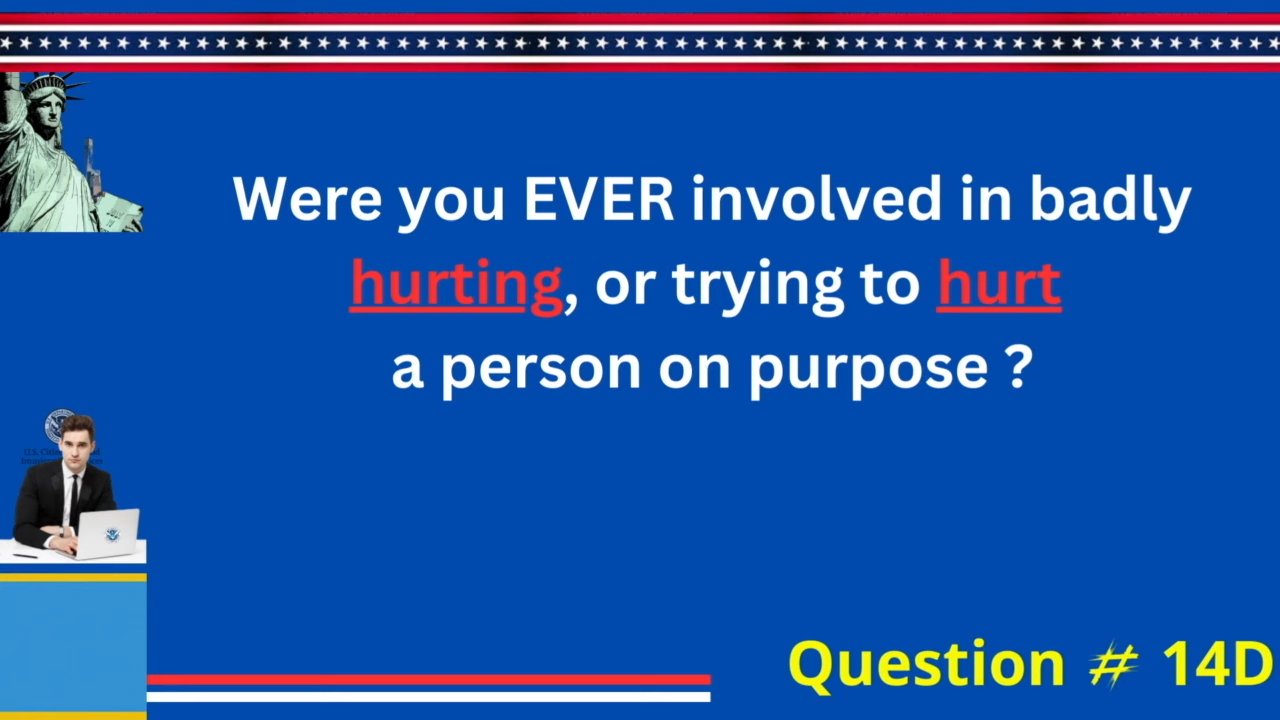 Were you EVER involved in badly
hurting, or trying to hurt
a person on purpose ?
Question # 14D